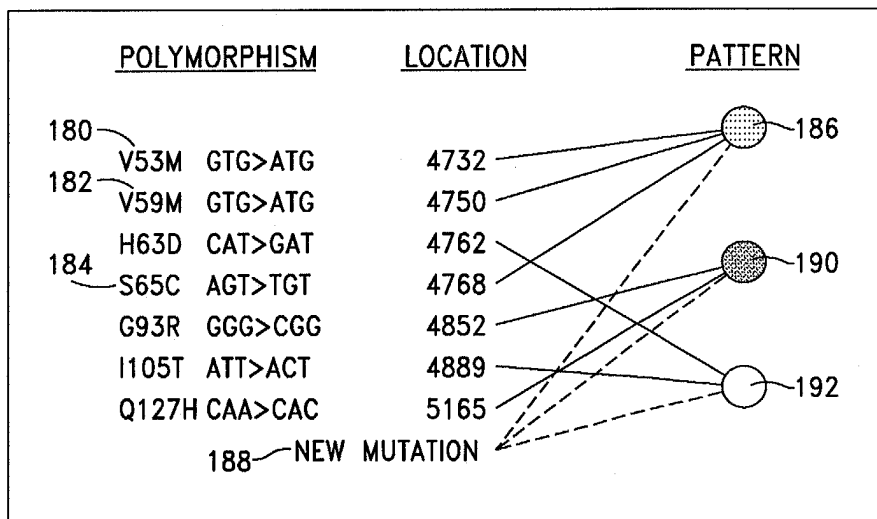 POLYMORPHISM LOCATION PATTERN
180 186
V53M GTG>ATG 4732
182
V59M GTG>ATG 4750
H63D CAT>GAT 4762 190
184
S65C AGT>TGT 4768
G93R GGG>CGG 4852
I105T ATT>ACT 4889 192
Q127H CAA>CAC 5165
188 NEW MUTATION